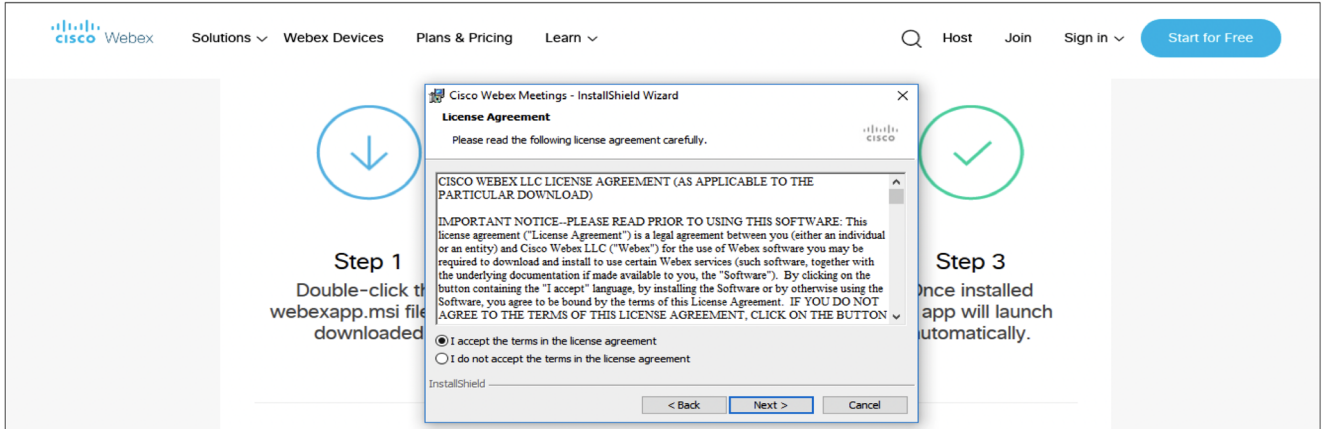 CISCO Webex Solutions Webex Devices Plans & Pricing Learn Host Join Sign in Start for Free
Cisco Webex Meetings - InstallShield Wizard
License Agreement
Please read the following license agreement carefully.
CISCO
CISCO WEBEX LLC LICENSE AGREEMENT (AS APPLICABLE TO THE
PARTICULAR DOWNLOAD)
IMPORTANT NOTICE--PLEASE READ PRIOR TO USING THIS SOFTWARE: This
license agreement ("License Agreement") is a legal agreement between you (either an individual
or an entity) and Cisco Webex LLC ("Webex") for the use of Webex software you may be
required to download and install to use certain Webex services (such software, together with
the underlying documentation if made available to you, the "Software"). By clicking on the
button containing the "I accept" language, by installing the Software or by otherwise using the
Software, you agree to be bound by the terms of this License Agreement. IF YOU DO NOT
AGREE TO THE TERMS OF THIS LICENSE AGREEMENT, CLICK ON THE BUTTON
I accept the terms in the license agreement
I do not accept the terms in the license agreement
InstallShield
< Back Next > Cancel
Step 1
Double-click
webexapp.msi file
downloaded
Step 3
Once installed
app will launch
automatically.